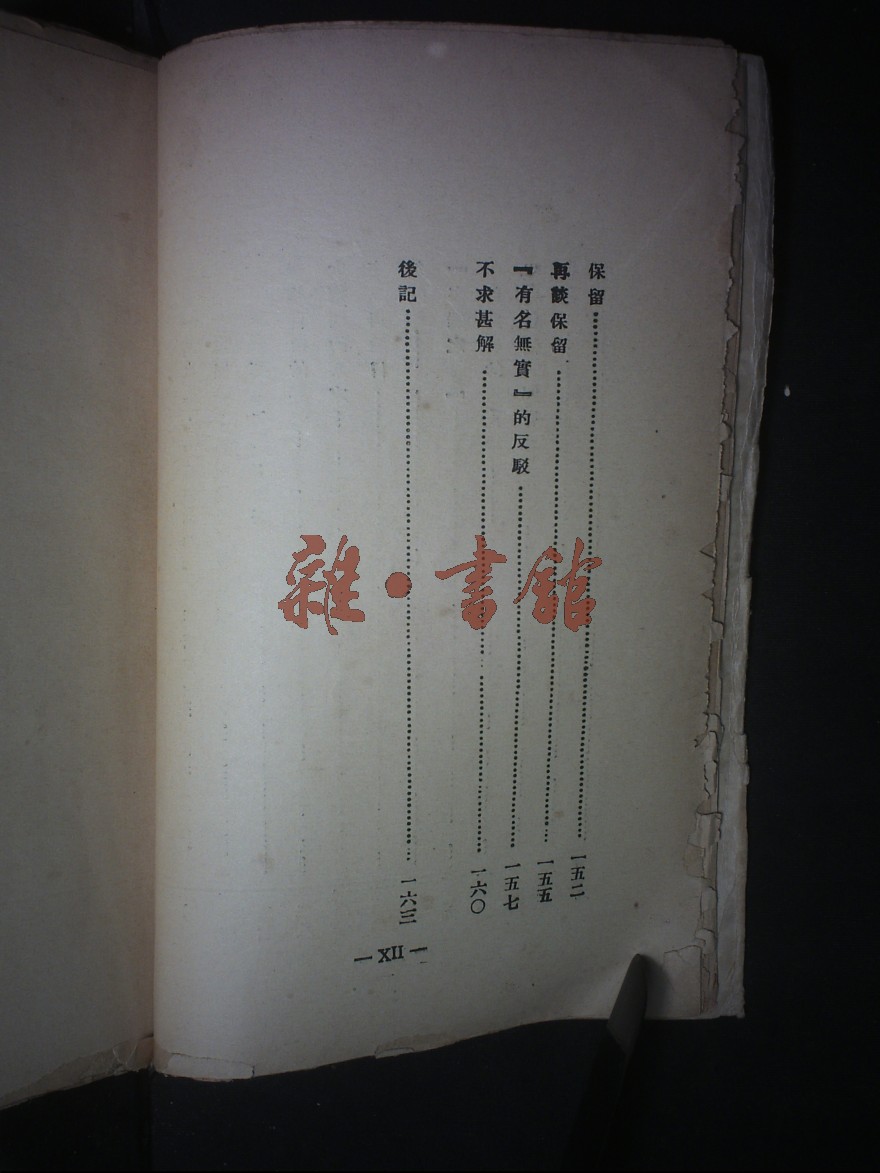 保留……一五二
再談保留……一五五
『有名無實』的反駁……一五七
不求甚解……一六〇
後記……一六三
— XII —
雜·書館